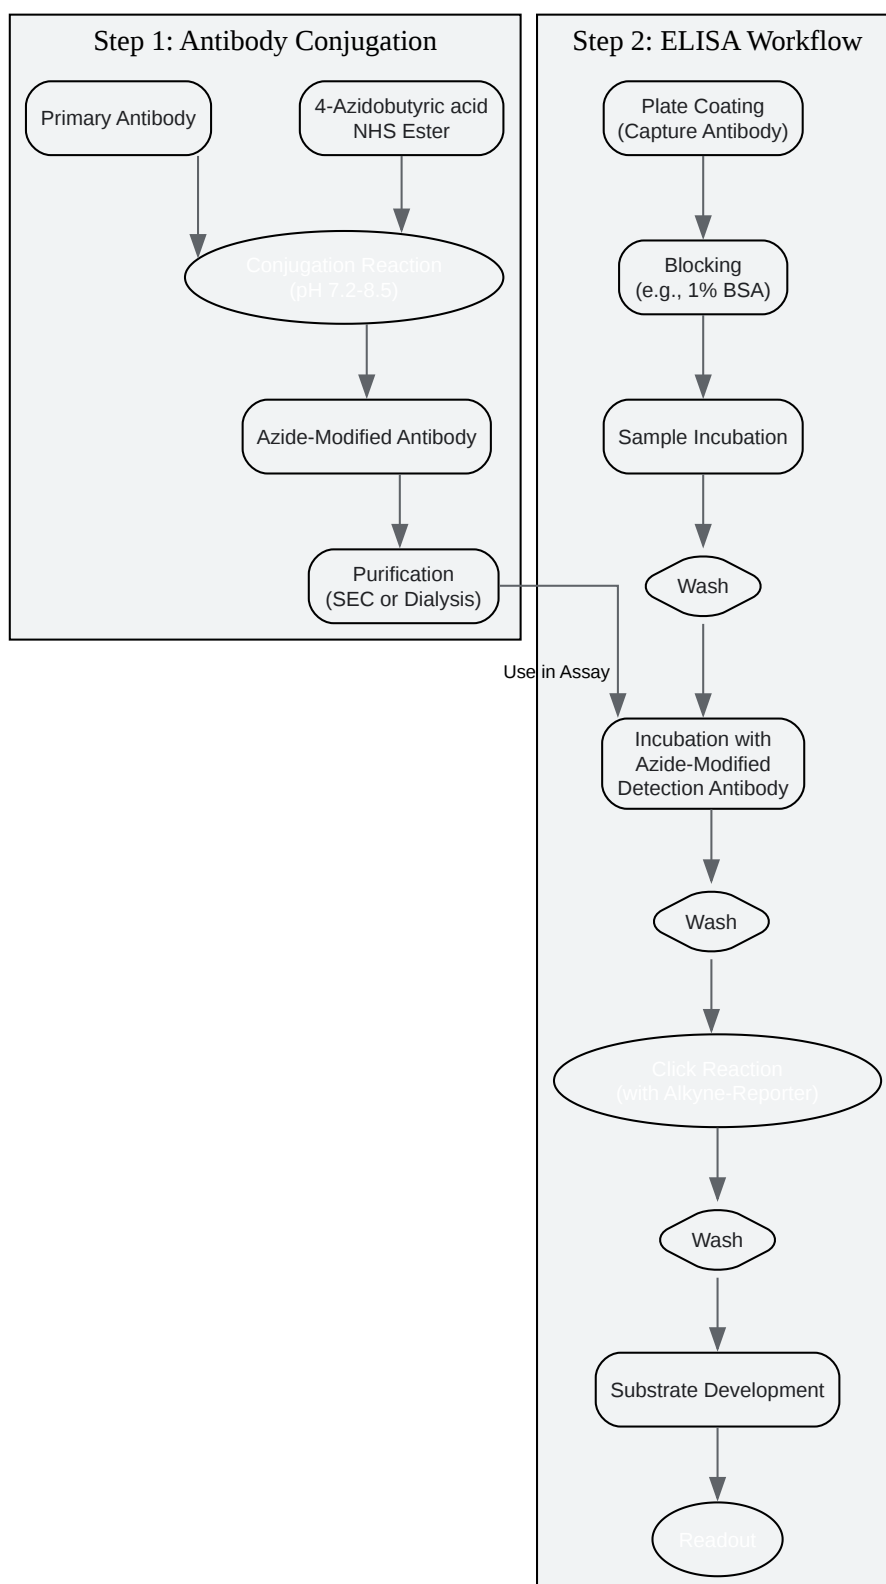 Step 1: Antibody Conjugation
Primary Antibody
4-Azidobutyric acid
NHS Ester
Conjugation Reaction
(pH 7.2-8.5)
Azide-Modified Antibody
Purification
(SEC or Dialysis)
Use in Assay
Step 2: ELISA Workflow
Plate Coating
(Capture Antibody)
Blocking
(e.g., 1% BSA)
Sample Incubation
Wash
Incubation with
Azide-Modified
Detection Antibody
Wash
Click Reaction
(with Alkyne-Reporter)
Wash
Substrate Development
Readout